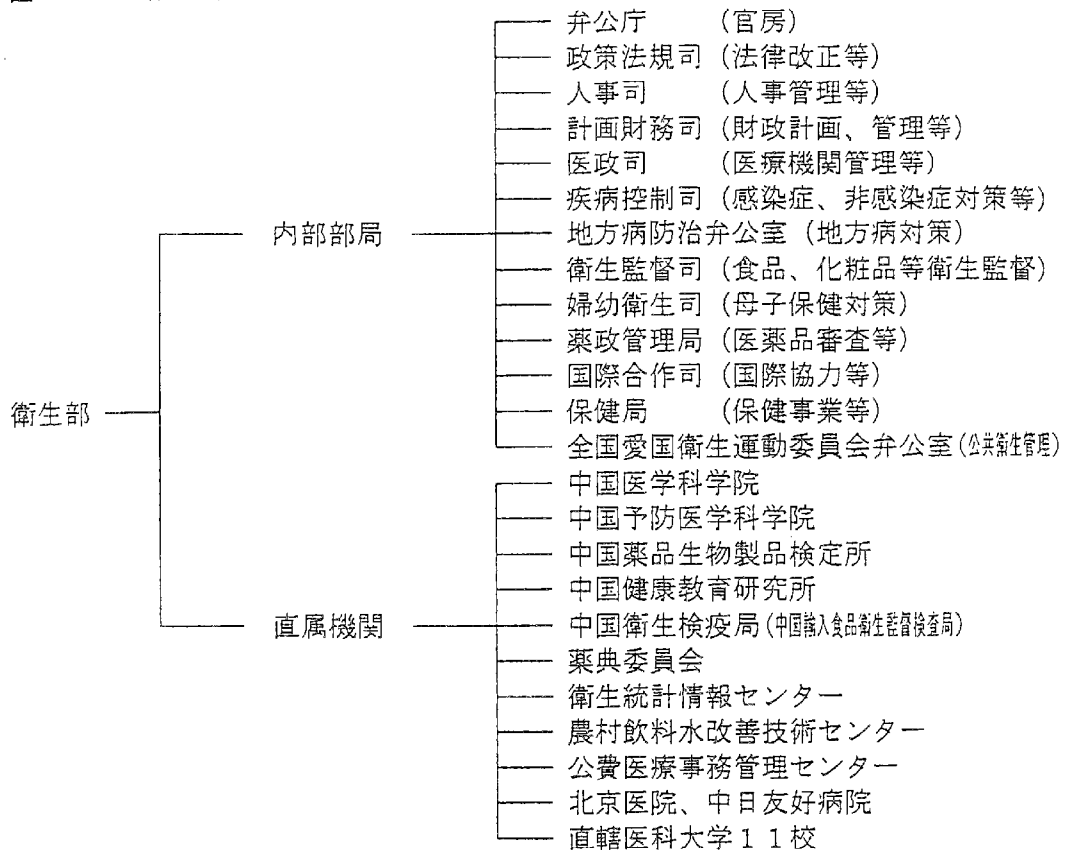 弁公庁 (官房)
政策法規司 (法律改正等)
人事司 (人事管理等)
計画財務司 (財政計画、管理等)
医政司 (医療機関管理等)
疾病控制司 (感染症、非感染症対策等)
内部部局
地方病防治弁公室 (地方病対策)
衛生監督司 (食品、化粧品等衛生監督)
婦幼衛生司 (母子保健対策)
薬政管理局 (医薬品審査等)
国際合作司 (国際協力等)
衛生部
保健局 (保健事業等)
全国愛国衛生運動委員会弁公室 (公共衛生管理)
中国医学科学院
中国予防医学科学院
中国薬品生物製品検定所
中国健康教育研究所
直属機関
中国衛生検疫局 (中国輸入食品衛生監督検査局)
薬典委員会
衛生統計情報センター
農村飲料水改善技術センター
公費医療事務管理センター
北京医院、中日友好病院
直轄医科大学11校